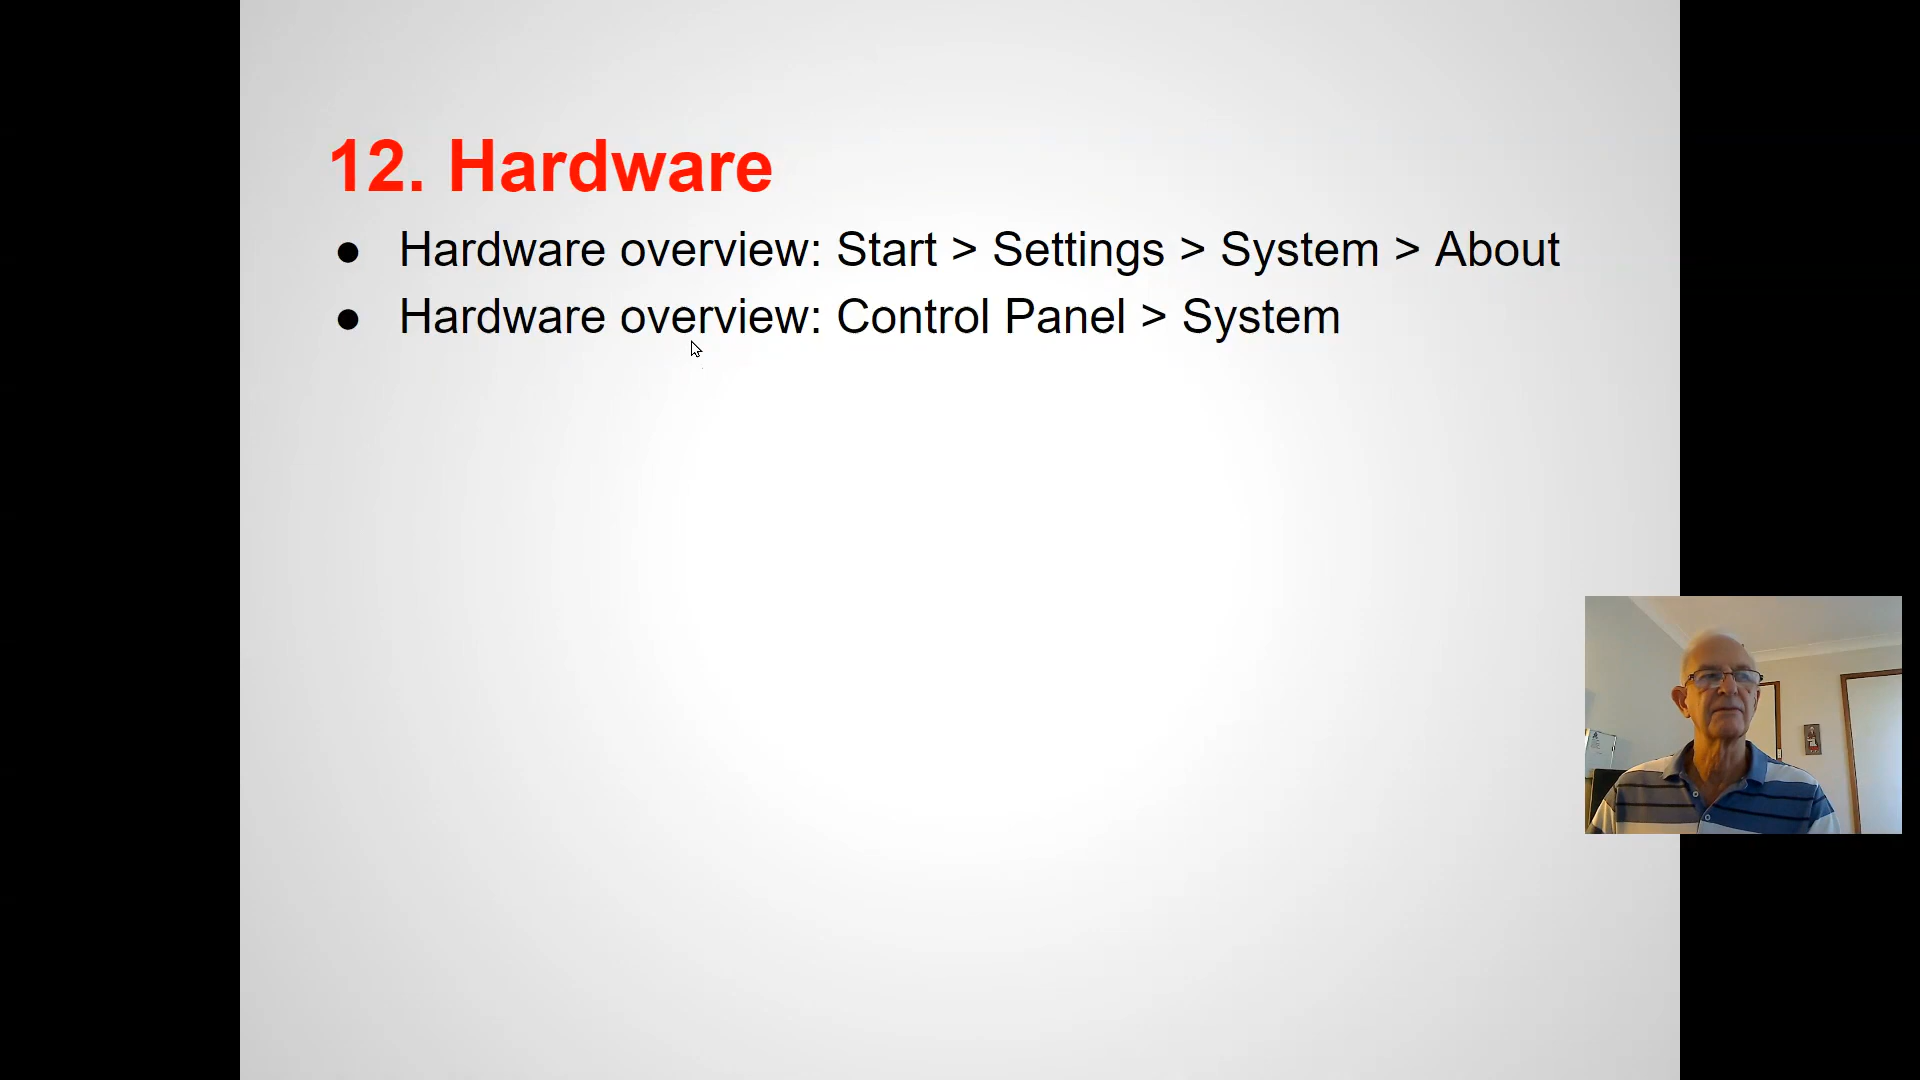 12. Hardware
● Hardware overview: Start > Settings > System > About
● Hardware overview: Control Panel > System